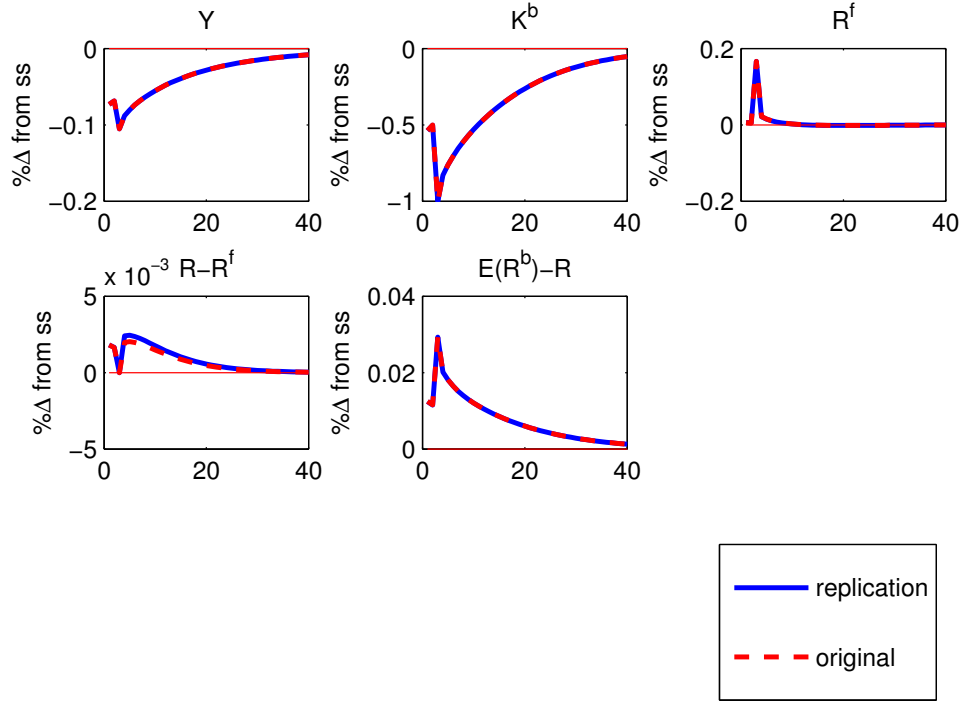 Y
K^b
R^f
%Δ from ss
0
−0.1
−0.2
0 20 40
%Δ from ss
0
−0.5
−1
0 20 40
%Δ from ss
0.2
0
−0.2
0 20 40
x 10^−3 R−R^f
E(R^b)−R
%Δ from ss
5
0
−5
0 20 40
%Δ from ss
0.04
0.02
0
0 20 40
replication
original